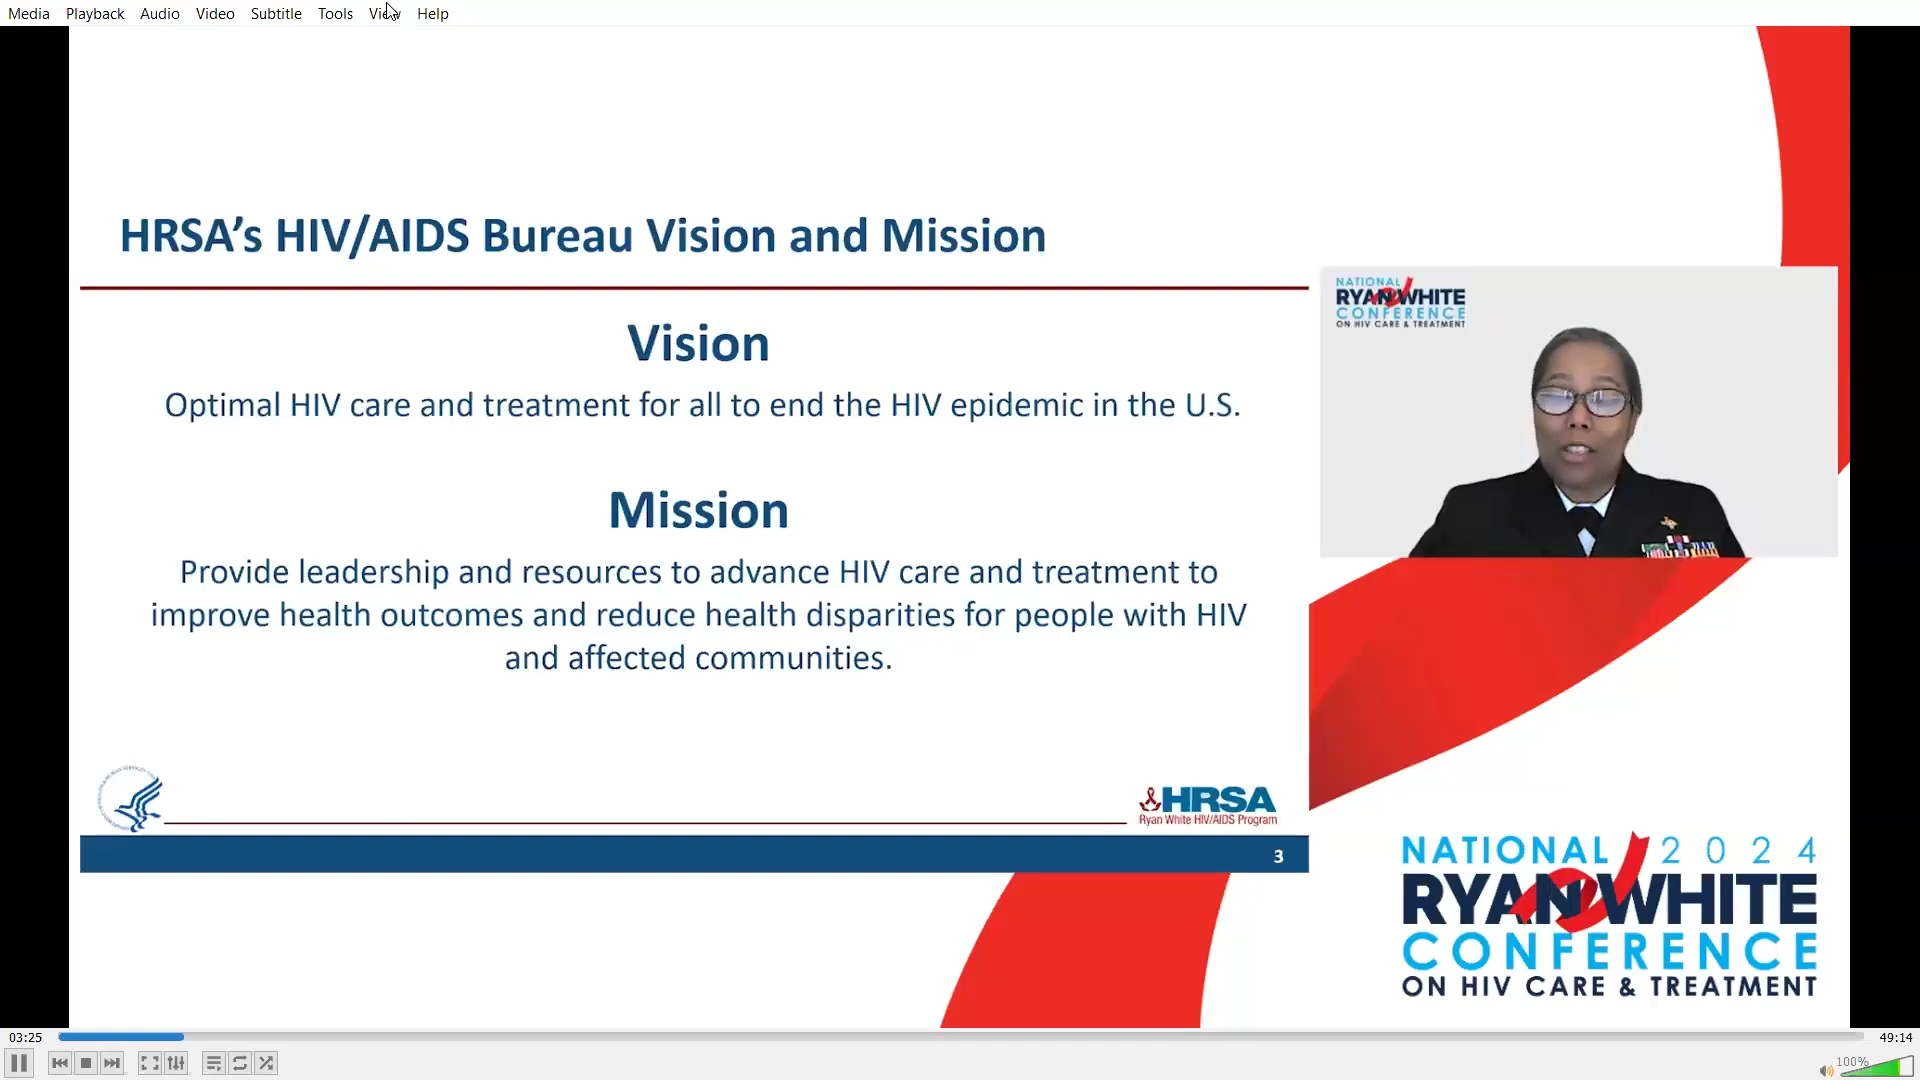 Media Playback Audio Video Subtitle Tools View Help
HRSA's HIV/AIDS Bureau Vision and Mission
Vision
Optimal HIV care and treatment for all to end the HIV epidemic in the U.S.
Mission
Provide leadership and resources to advance HIV care and treatment to
improve health outcomes and reduce health disparities for people with HIV
and affected communities.
HRSA
Ryan White HIV/AIDS Program
3
NATIONAL
RYAN WHITE
CONFERENCE
ON HIV CARE & TREATMENT
NATIONAL 2024
RYAN WHITE
CONFERENCE
ON HIV CARE & TREATMENT
03:25
49:14
100%